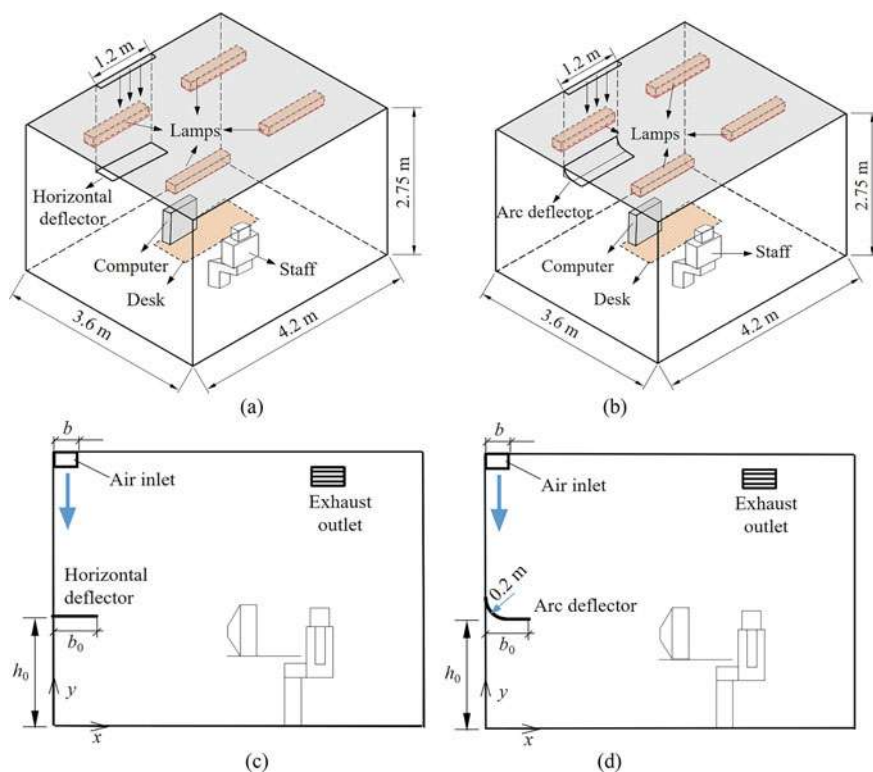 1.2 m
Lamps
Horizontal
deflector
2.75 m
Computer
Staff
Desk
3.6 m
4.2 m
(a)
1.2 m
Lamps
Arc deflector
2.75 m
Computer
Staff
Desk
3.6 m
4.2 m
(b)
b
Air inlet
Exhaust
outlet
Horizontal
deflector
b₀
h₀
y
x
(c)
b
Air inlet
Exhaust
outlet
0.2 m
Arc deflector
b₀
h₀
y
x
(d)